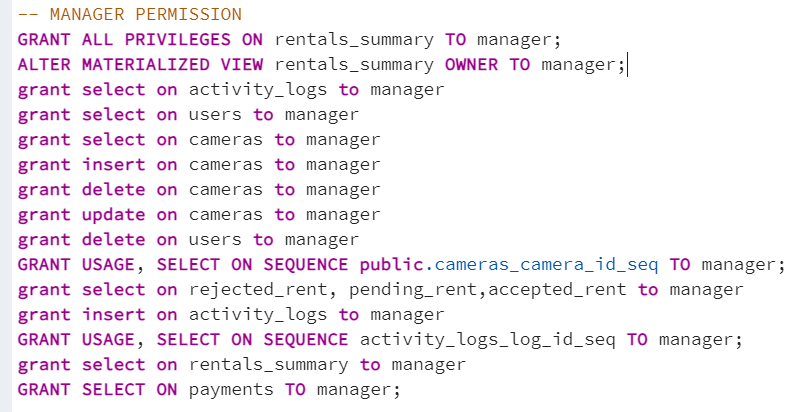 -- MANAGER PERMISSION
GRANT ALL PRIVILEGES ON rentals_summary TO manager;
ALTER MATERIALIZED VIEW rentals_summary OWNER TO manager;
grant select on activity_logs to manager
grant select on users to manager
grant select on cameras to manager
grant insert on cameras to manager
grant delete on cameras to manager
grant update on cameras to manager
grant delete on users to manager
GRANT USAGE, SELECT ON SEQUENCE public.cameras_camera_id_seq TO manager;
grant select on rejected_rent, pending_rent,accepted_rent to manager
grant insert on activity_logs to manager
GRANT USAGE, SELECT ON SEQUENCE activity_logs_log_id_seq TO manager;
grant select on rentals_summary to manager
GRANT SELECT ON payments TO manager;